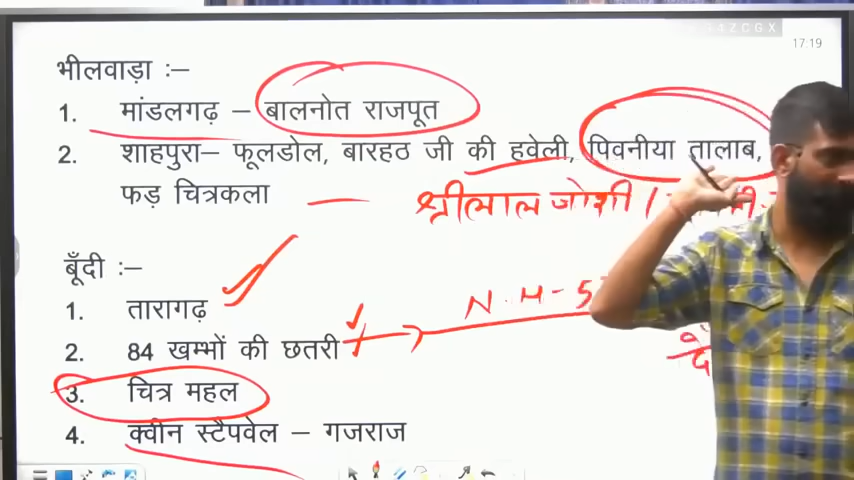 17:19
भीलवाड़ा :–
1. मांडलगढ़ – बालनोत राजपूत
2. शाहपुरा– फूलडोल, बारहठ जी की हवेली, पिवनीया तालाब,
फड़ चित्रकला
श्रीलाल जोशी
बूँदी :–
1. तारागढ़
2. 84 खम्भों की छतरी
N.H-5
3. चित्र महल
4. क्वीन स्टैपवेल – गजराज